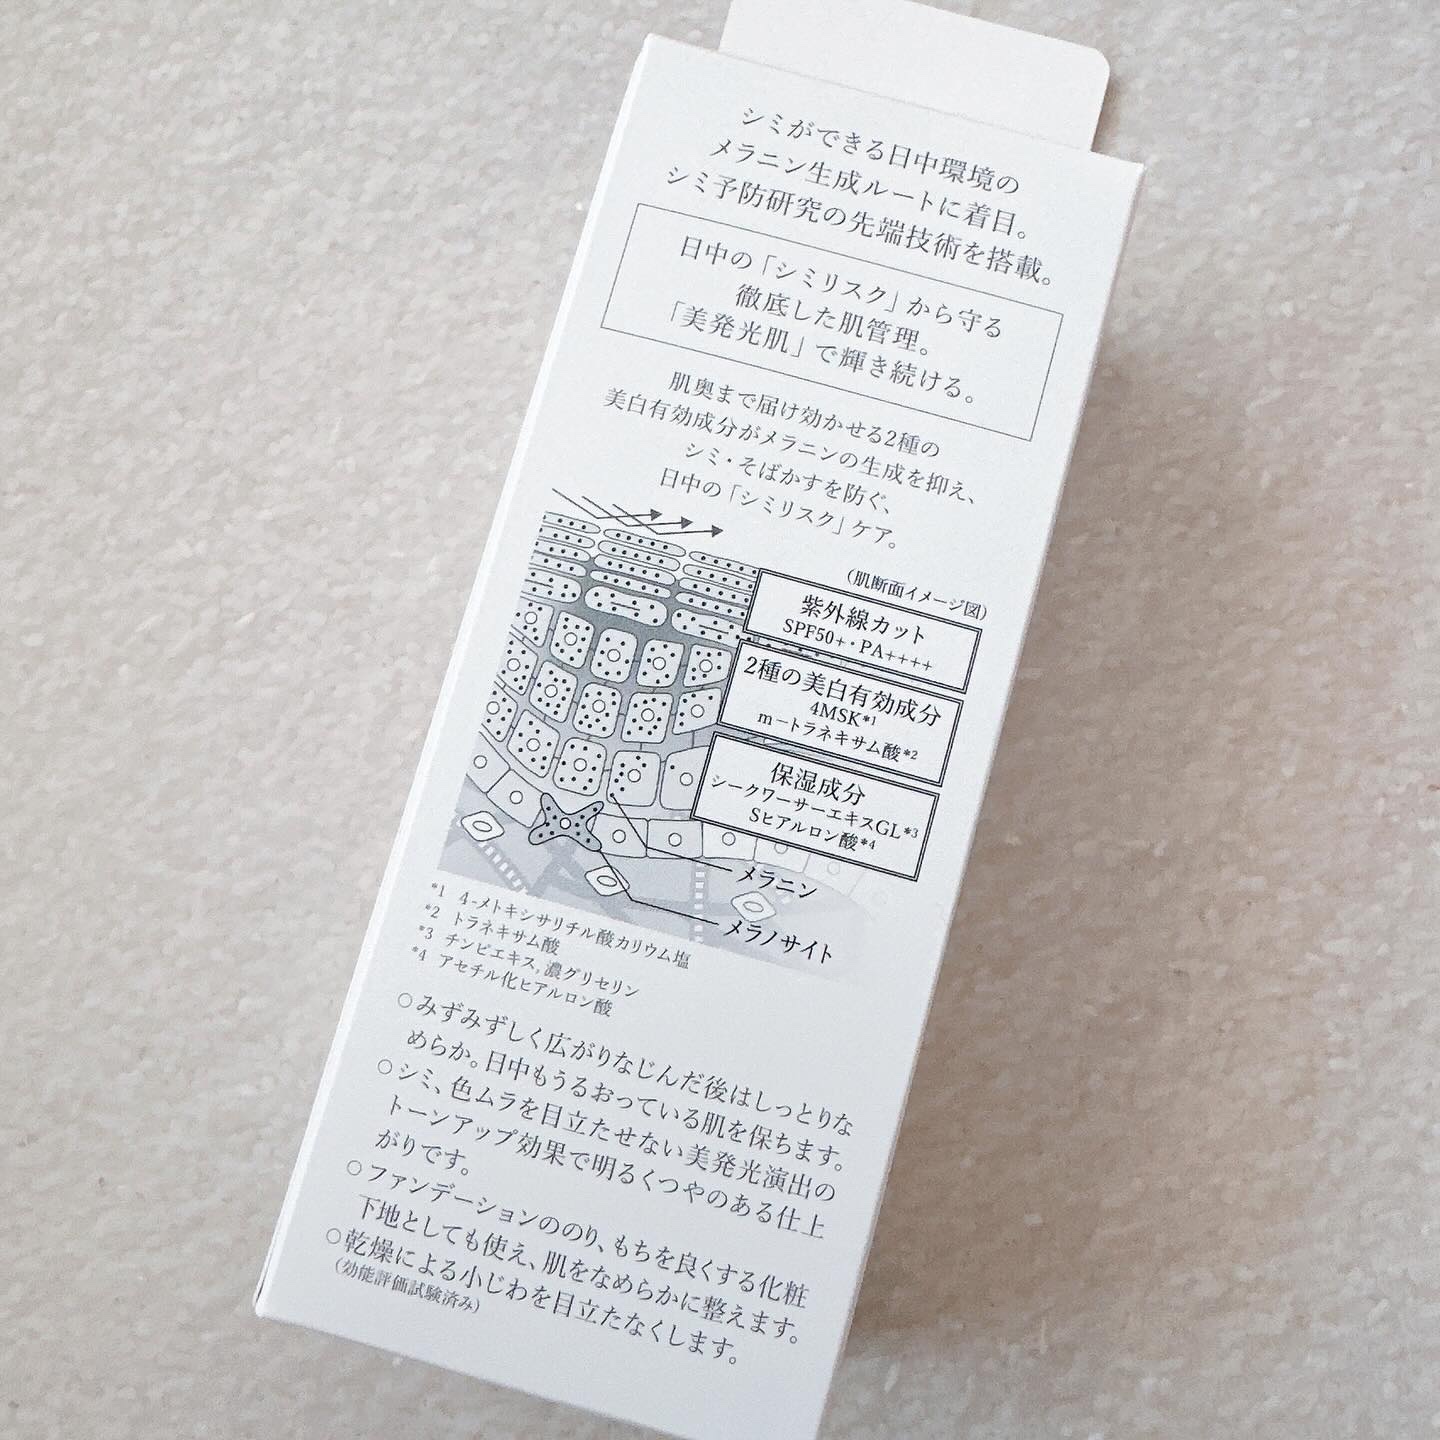 シミができる日中環境の
メラニン生成ルートに着目。
シミ予防研究の先端技術を搭載。
日中の「シミリスク」から守る
徹底した肌管理。
「美発光肌」で輝き続ける。
肌奥まで届け効かせる2種の
美白有効成分がメラニンの生成を抑え、
シミ・そばかすを防ぐ、
日中の「シミリスク」ケア。
(肌断面イメージ図)
紫外線カット
SPF50+・PA++++
2種の美白有効成分
4MSK*1
m-トラネキサム酸*2
保湿成分
シークワーサーエキスGL*3
Sヒアルロン酸*4
メラニン
メラノサイト
*1 4-メトキシサリチル酸カリウム塩
*2 トラネキサム酸
*3 チンピエキス,濃グリセリン
*4 アセチル化ヒアルロン酸
○みずみずしく広がりなじんだ後はしっとりな
めらか。日中もうるおっている肌を保ちます。
○シミ、色ムラを目立たせない美発光演出の
トーンアップ効果で明るくつやのある仕上
がりです。
○ファンデーションののり、もちを良くする化粧
下地としても使え、肌をなめらかに整えます。
○乾燥による小じわを目立たなくします。
(効能評価試験済み)